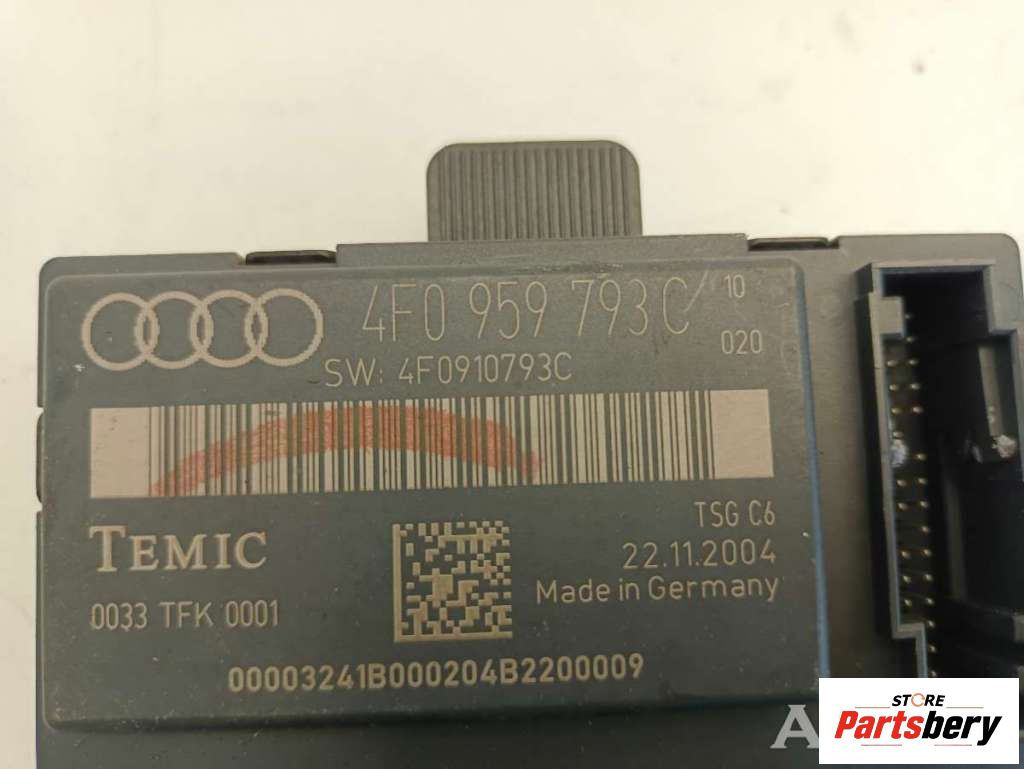 4F0 959 793C/ 10
020
SW: 4F0910793C
TEMIC
TSG C6
22.11.2004
Made in Germany
0033 TFK 0001
00003241B000204B2200009
A
STORE
Partsbery